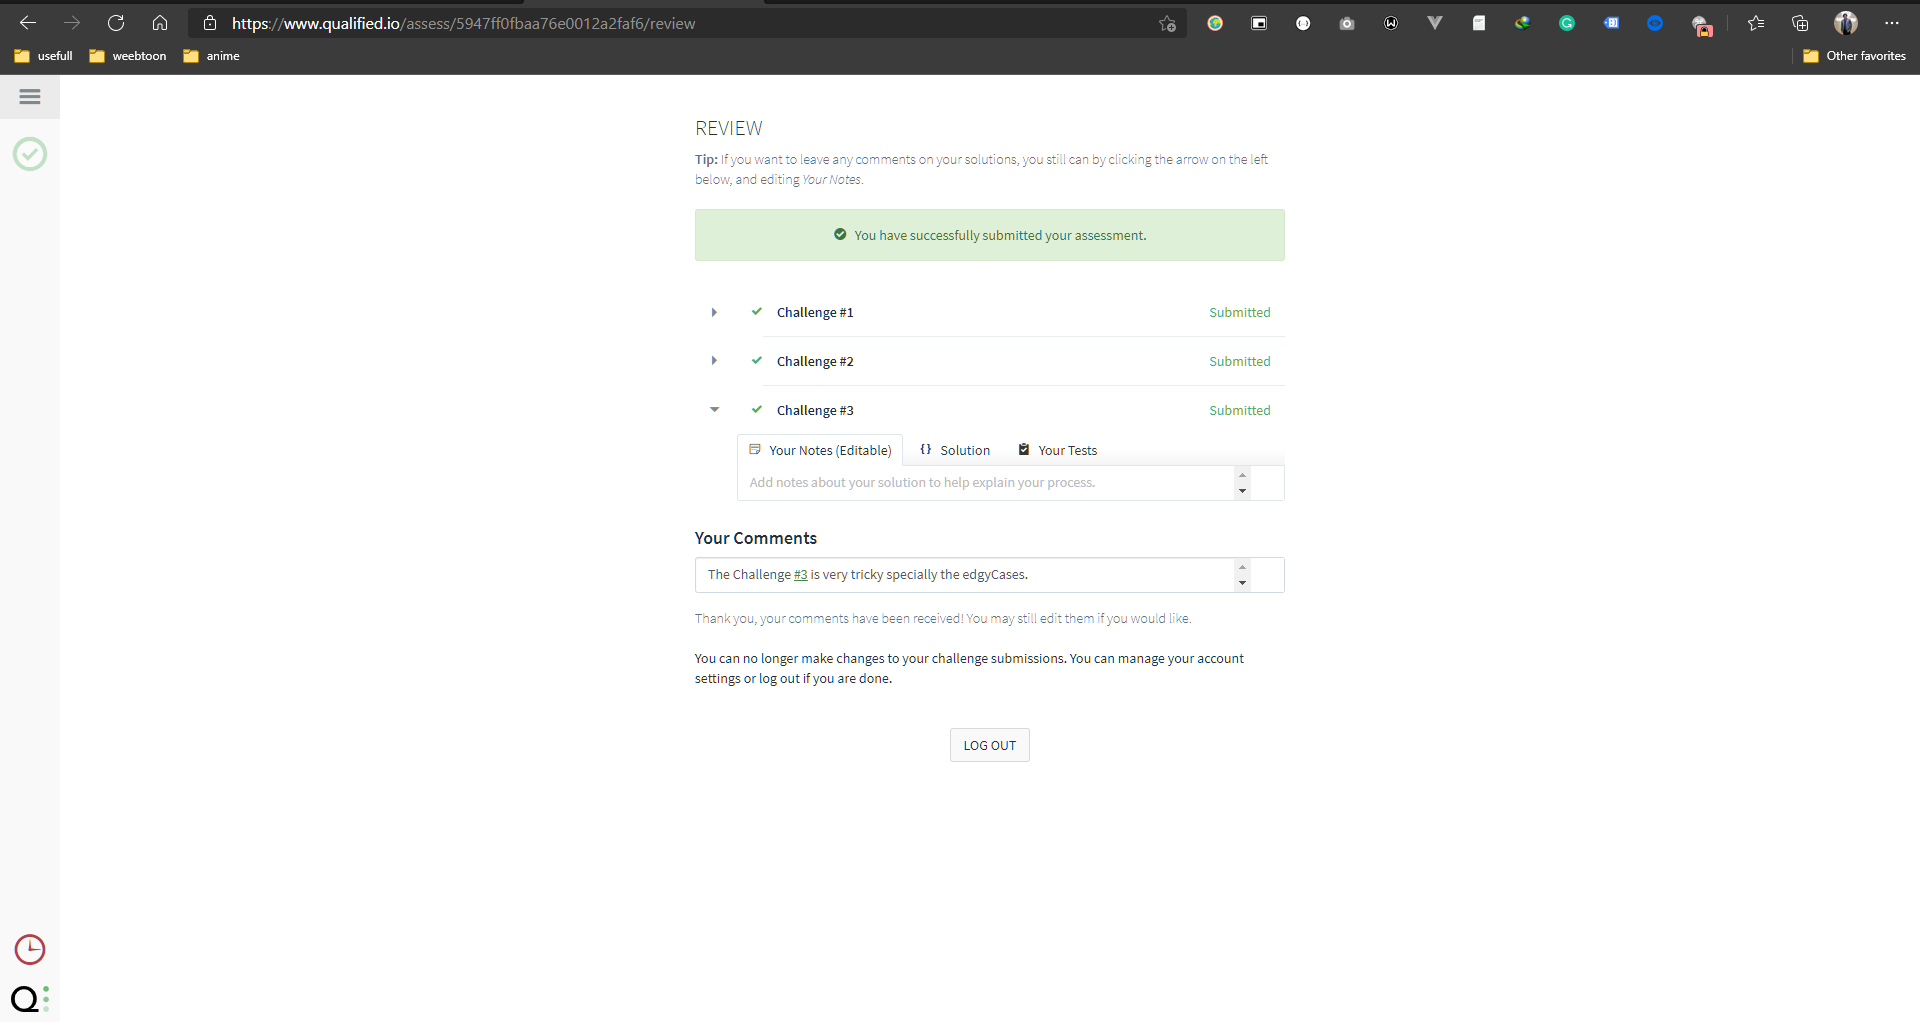 https://www.qualified.io/assess/5947ff0fbaa76e0012a2faf6/review
usefull weebtoon anime Other favorites
REVIEW
Tip: If you want to leave any comments on your solutions, you still can by clicking the arrow on the left
below, and editing Your Notes.
You have successfully submitted your assessment.
Challenge #1 Submitted
Challenge #2 Submitted
Challenge #3 Submitted
Your Notes (Editable) {} Solution Your Tests
Add notes about your solution to help explain your process.
Your Comments
The Challenge #3 is very tricky specially the edgyCases.
Thank you, your comments have been received! You may still edit them if you would like.
You can no longer make changes to your challenge submissions. You can manage your account
settings or log out if you are done.
LOG OUT